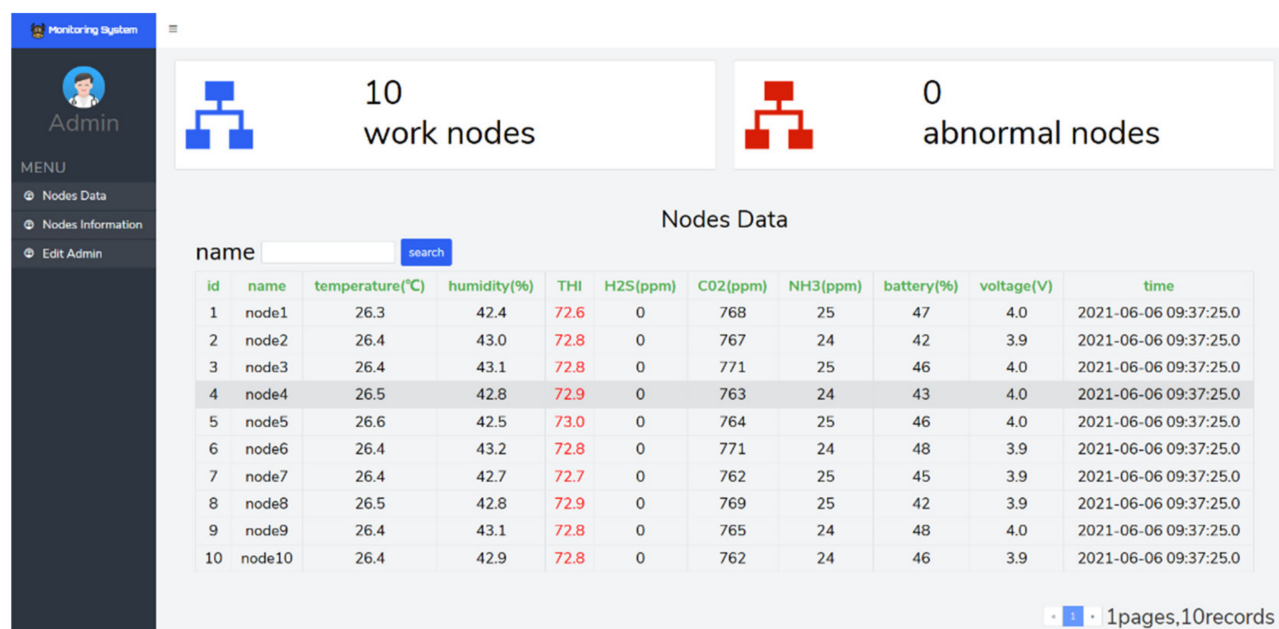 Monitoring System
Admin
MENU
Nodes Data
Nodes Information
Edit Admin
10
work nodes
0
abnormal nodes
Nodes Data
name search
id name temperature(℃) humidity(%) THI H2S(ppm) C02(ppm) NH3(ppm) battery(%) voltage(V) time
1 node1 26.3 42.4 72.6 0 768 25 47 4.0 2021-06-06 09:37:25.0
2 node2 26.4 43.0 72.8 0 767 24 42 3.9 2021-06-06 09:37:25.0
3 node3 26.4 43.1 72.8 0 771 25 46 4.0 2021-06-06 09:37:25.0
4 node4 26.5 42.8 72.9 0 763 24 43 4.0 2021-06-06 09:37:25.0
5 node5 26.6 42.5 73.0 0 764 25 46 4.0 2021-06-06 09:37:25.0
6 node6 26.4 43.2 72.8 0 771 24 48 3.9 2021-06-06 09:37:25.0
7 node7 26.4 42.7 72.7 0 762 25 45 3.9 2021-06-06 09:37:25.0
8 node8 26.5 42.8 72.9 0 769 25 42 3.9 2021-06-06 09:37:25.0
9 node9 26.4 43.1 72.8 0 765 24 48 4.0 2021-06-06 09:37:25.0
10 node10 26.4 42.9 72.8 0 762 24 46 3.9 2021-06-06 09:37:25.0
1 1pages,10records